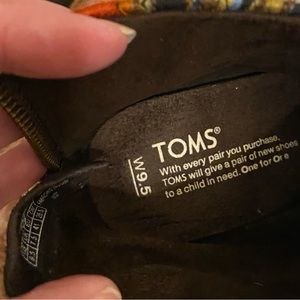 TOMS®
With every pair you purchase,
TOMS will give a pair of new shoes
to a child in need. One for One
W9.5